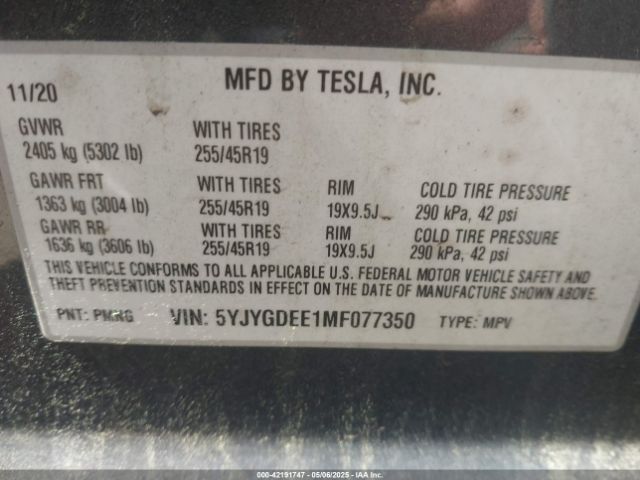 11/20 MFD BY TESLA, INC.
GVWR WITH TIRES
2405 kg (5302 lb) 255/45R19
GAWR FRT WITH TIRES RIM COLD TIRE PRESSURE
1363 kg (3004 lb) 255/45R19 19X9.5J 290 kPa, 42 psi
GAWR RR WITH TIRES RIM COLD TIRE PRESSURE
1636 kg (3606 lb) 255/45R19 19X9.5J 290 kPa, 42 psi
THIS VEHICLE CONFORMS TO ALL APPLICABLE U.S. FEDERAL MOTOR VEHICLE SAFETY AND
THEFT PREVENTION STANDARDS IN EFFECT ON THE DATE OF MANUFACTURE SHOWN ABOVE.
PNT: PMNG VIN: 5YJYGDEE1MF077350 TYPE: MPV
000-42191747 - 05/06/2025 - IAA Inc.